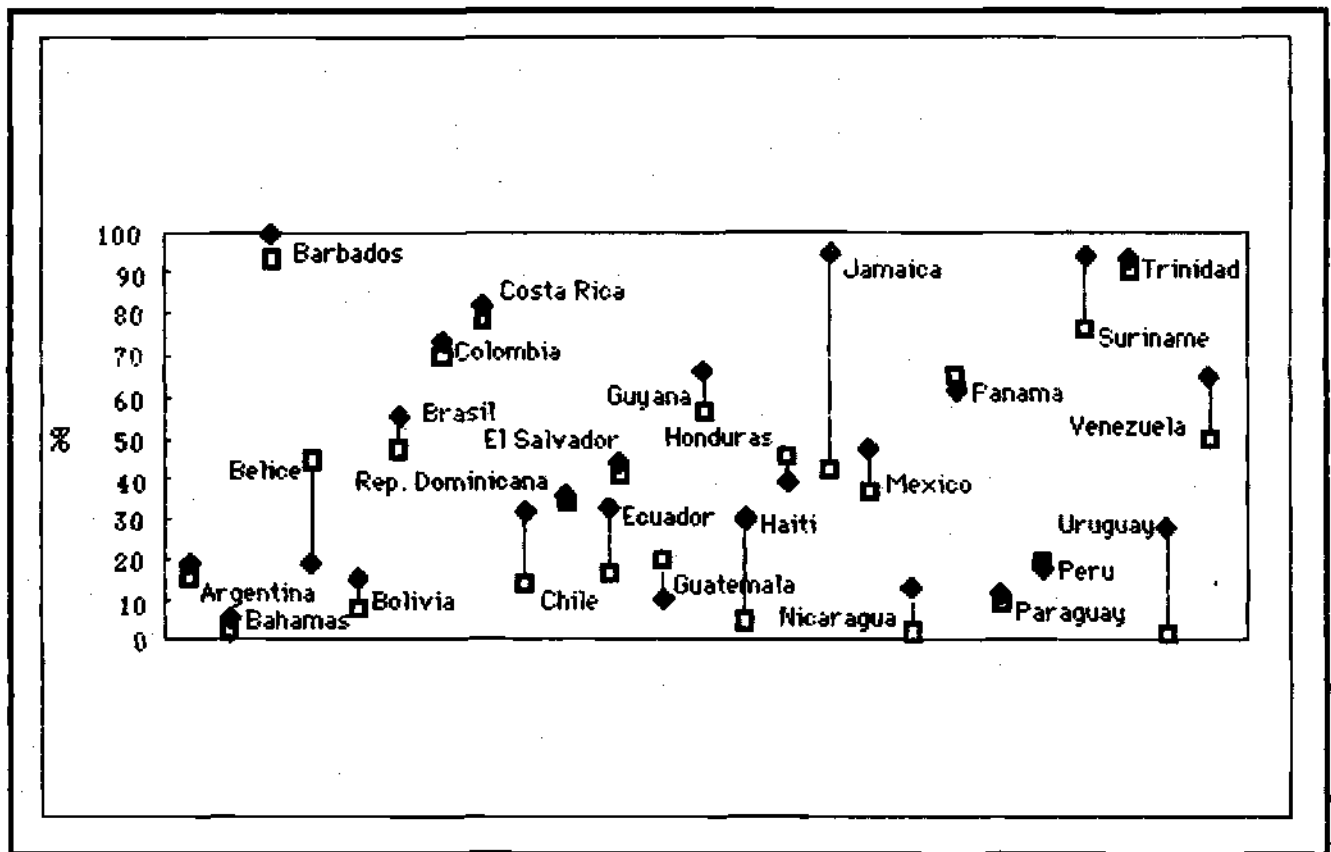 100
Barbados
Jamaica
Trinidad
90
Costa Rica
80
Suriname
70
Colombia
60
Guyana
Panama
Brasil
Venezuela
50
%
El Salvador
Honduras
Belice
Rep. Dominicana
Mexico
40
30
Ecuador
Haiti
Uruguay
20
Argentina
Guatemala
Peru
Bolivia
Chile
10
Bahamas
Nicaragua
Paraguay
0